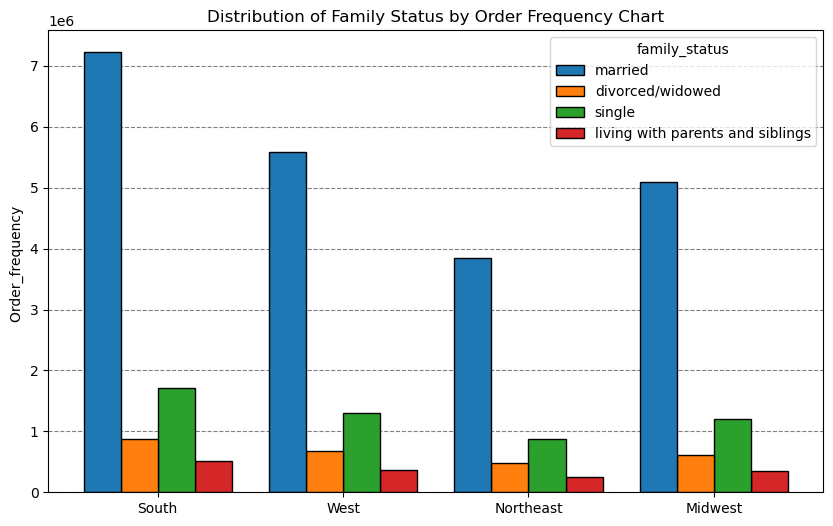 Distribution of Family Status by Order Frequency Chart
1e6
family_status
married
divorced/widowed
single
living with parents and siblings
Order_frequency
7
6
5
4
3
2
1
0
South West Northeast Midwest